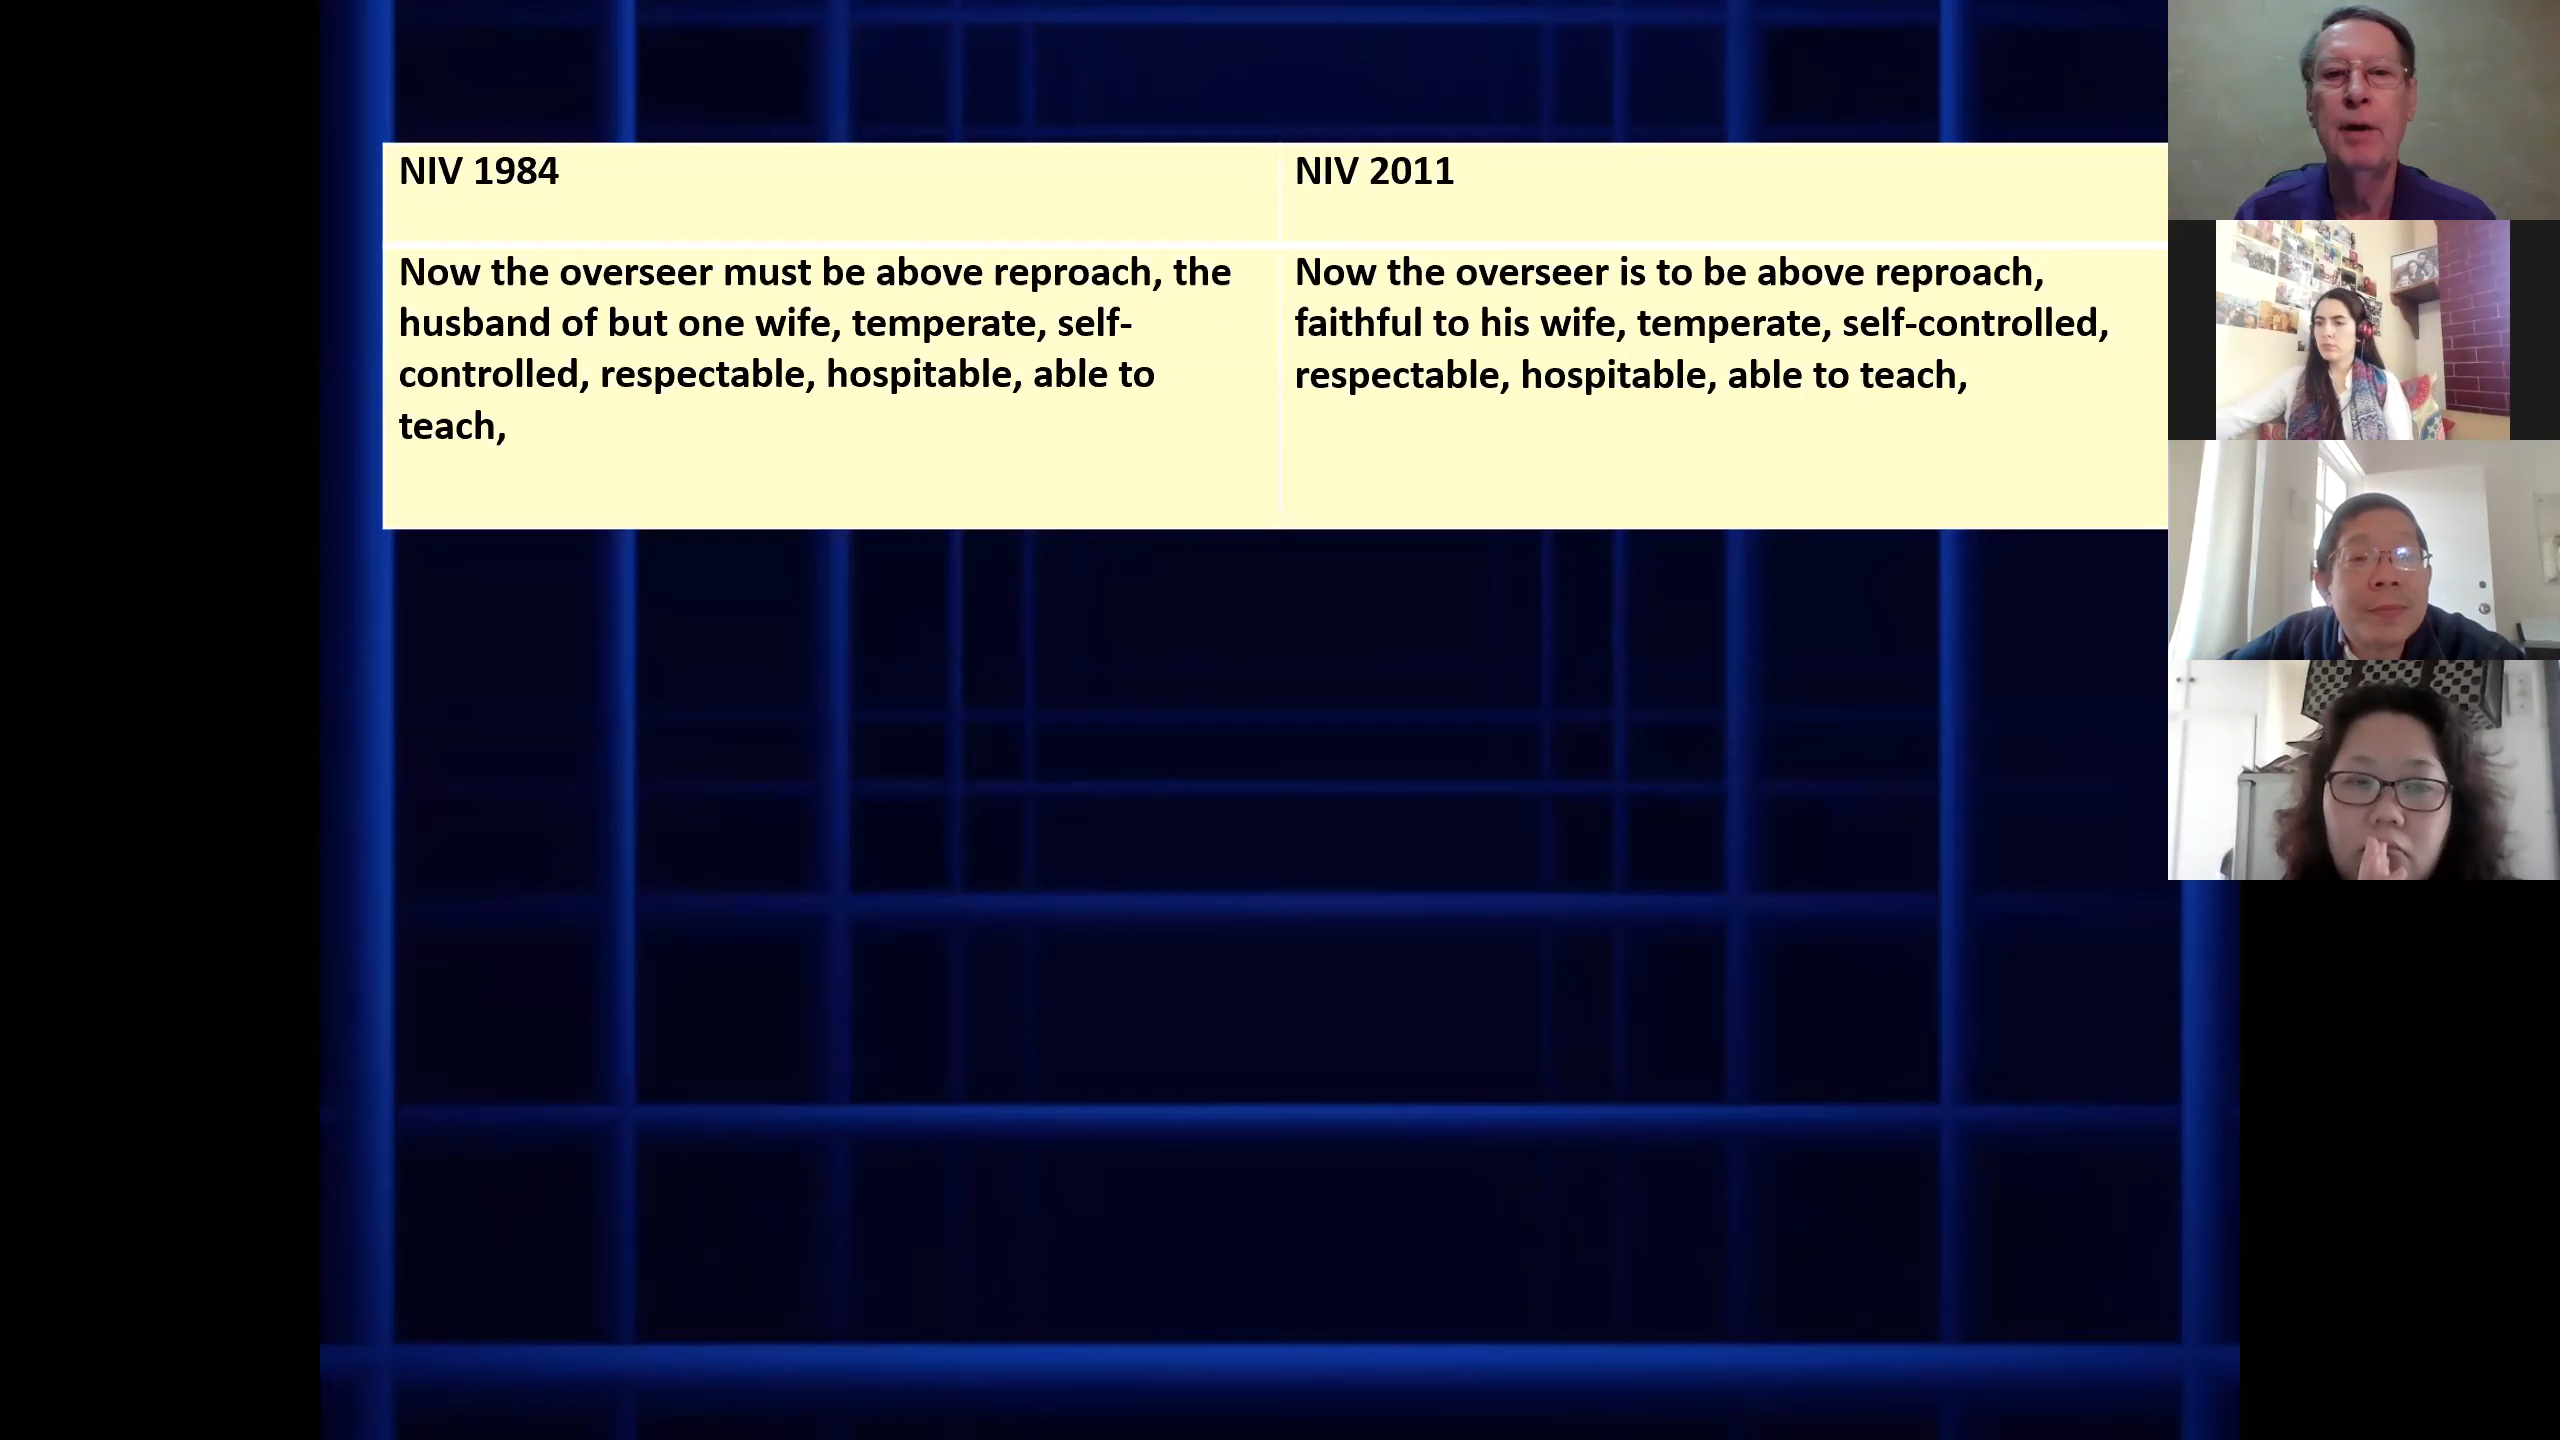 NIV 1984
NIV 2011
Now the overseer must be above reproach, the
husband of but one wife, temperate, self-
controlled, respectable, hospitable, able to
teach,
Now the overseer is to be above reproach,
faithful to his wife, temperate, self-controlled,
respectable, hospitable, able to teach,